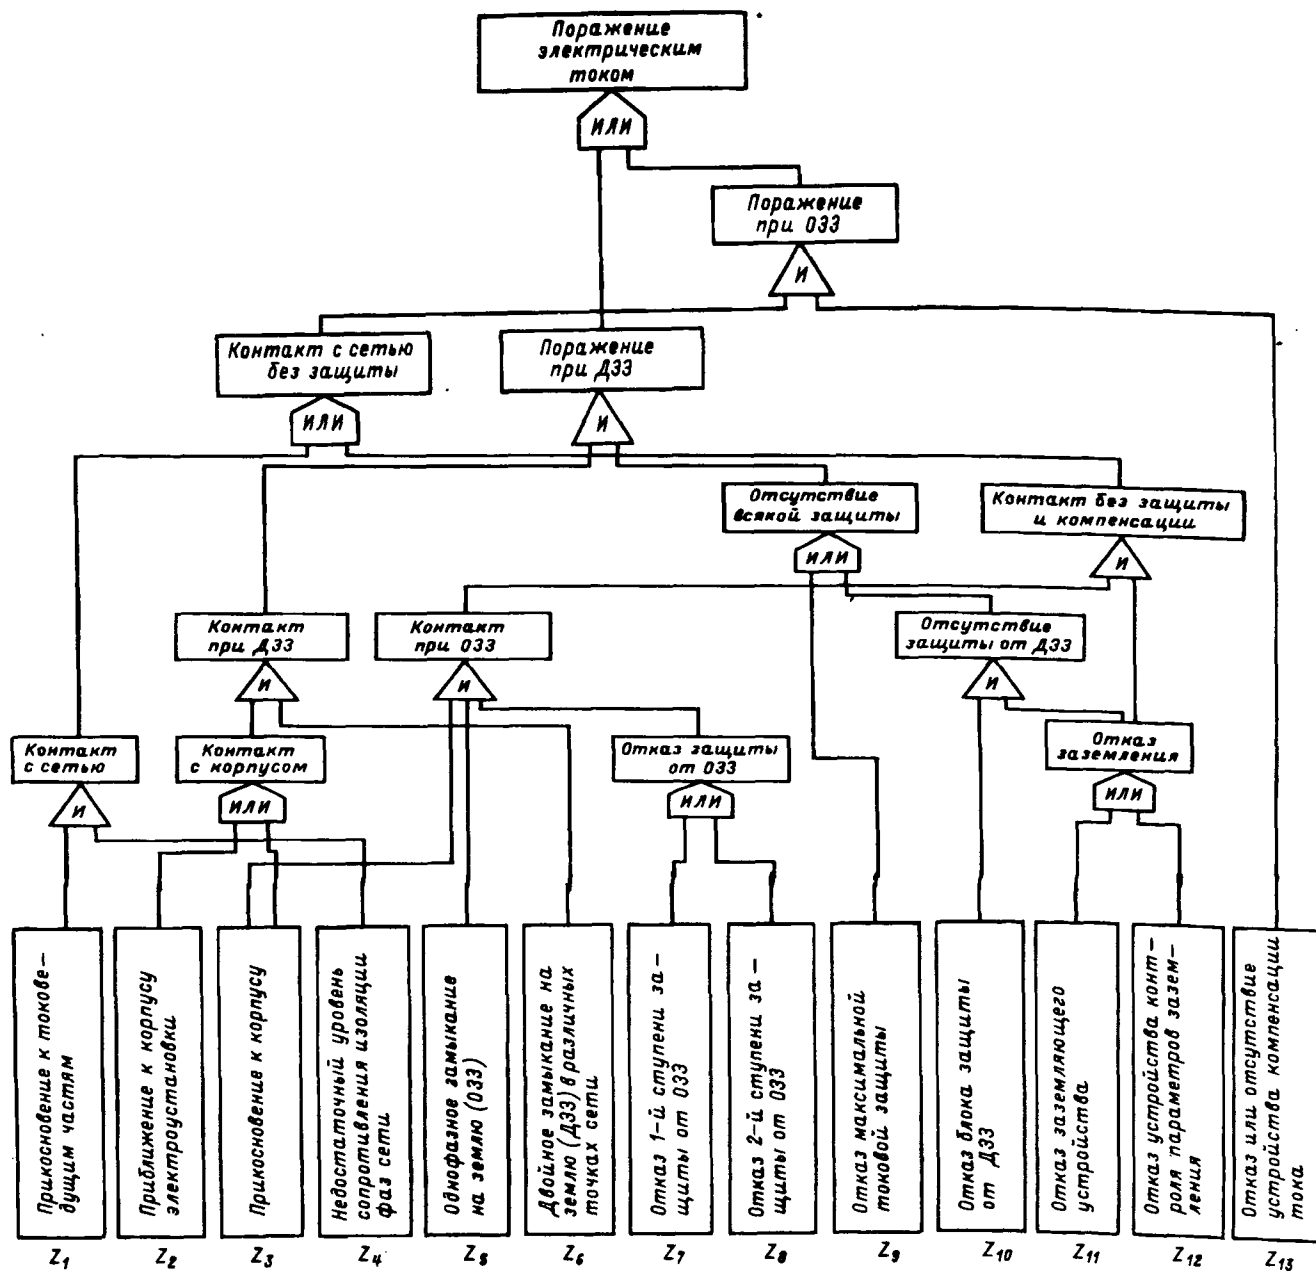 Поражение
электрическим
током
ИЛИ
Поражение
при ОЗЗ
И
Контакт с сетью
без защиты
ИЛИ
Поражение
при ДЗЗ
И
Отсутствие
всякой защиты
ИЛИ
Контакт без защиты
и компенсации
И
Контакт
при ДЗЗ
И
Контакт
при ОЗЗ
И
Отсутствие
защиты от ДЗЗ
И
Контакт
с сетью
И
Контакт
с корпусом
ИЛИ
Отказ защиты
от ОЗЗ
ИЛИ
Отказ
заземления
ИЛИ
Прикосновение к токове-
дущим частям
Приближение к корпусу
электроустановки
Прикосновение к корпусу
Недостаточный уровень
сопротивления изоляции
фаз сети
Однофазное замыкание
на землю (ОЗЗ)
Двойное замыкание на
землю (ДЗЗ) в различных
точках сети
Отказ 1-й ступени за-
щиты от ОЗЗ
Отказ 2-й ступени за-
щиты от ОЗЗ
Отказ максимальной
токовой защиты
Отказ блока защиты
от ДЗЗ
Отказ заземляющего
устройства
Отказ устройства конт-
роля параметров зазем-
ления
Отказ или отсутствие
устройства компенсации
тока
Z1
Z2
Z3
Z4
Z5
Z6
Z7
Z8
Z9
Z10
Z11
Z12
Z13